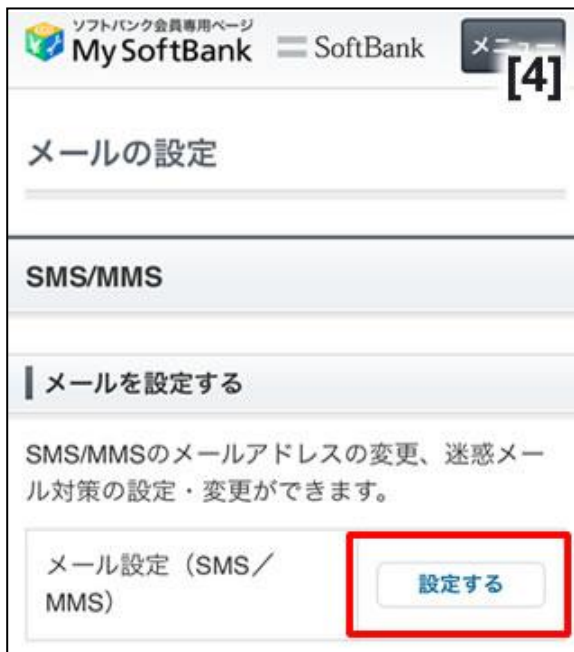 ソフトバンク会員専用ページ
My SoftBank
SoftBank
メニュー
[4]
メールの設定
SMS/MMS
メールを設定する
SMS/MMSのメールアドレスの変更、迷惑メー
ル対策の設定・変更ができます。
メール設定（SMS／
MMS）
設定する